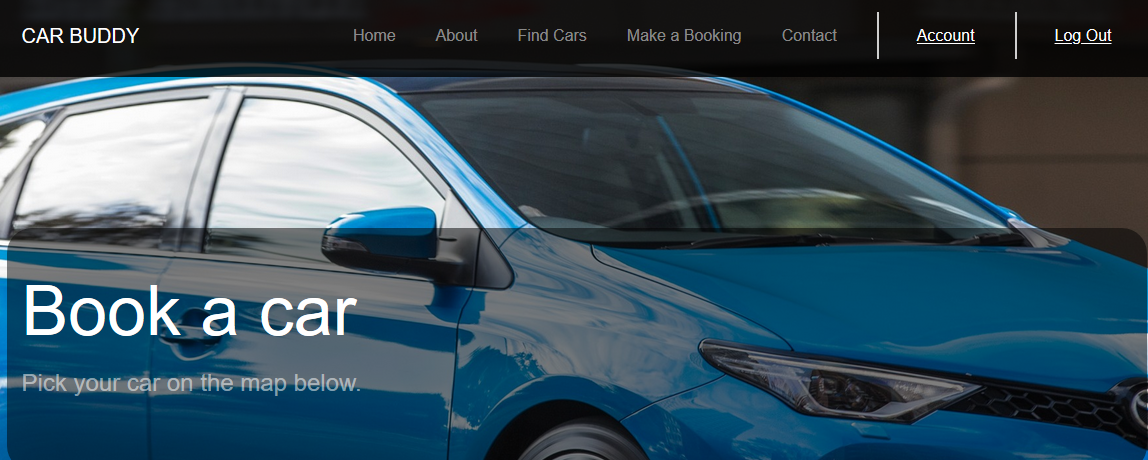 CAR BUDDY Home About Find Cars Make a Booking Contact Account Log Out
Book a car
Pick your car on the map below.